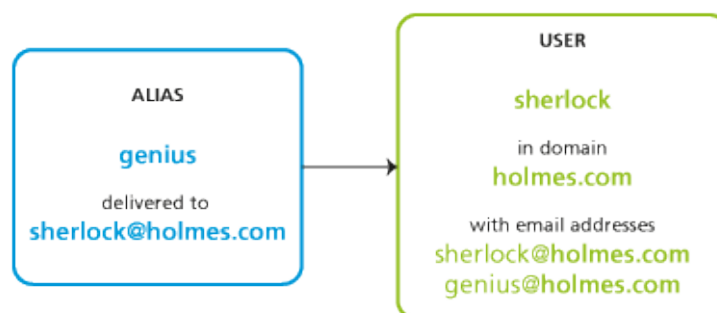 ALIAS
genius
delivered to
sherlock@holmes.com
USER
sherlock
in domain
holmes.com
with email addresses
sherlock@holmes.com
genius@holmes.com